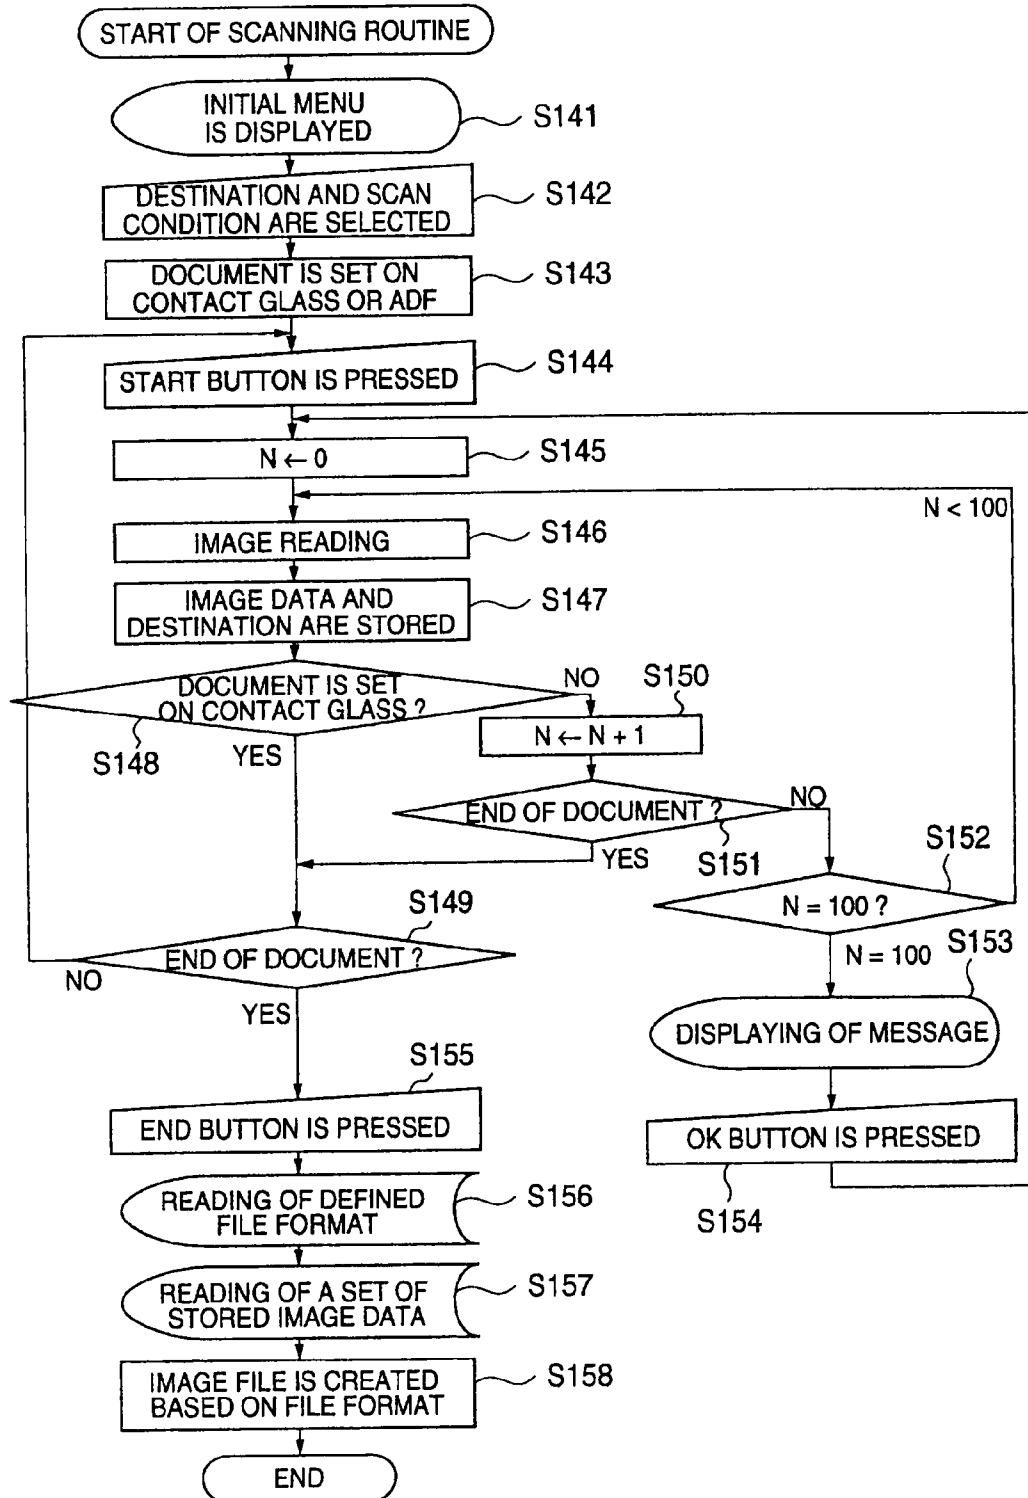 START OF SCANNING ROUTINE
INITIAL MENU
IS DISPLAYED
S141
DESTINATION AND SCAN
CONDITION ARE SELECTED
S142
DOCUMENT IS SET ON
CONTACT GLASS OR ADF
S143
START BUTTON IS PRESSED
S144
N ← 0
S145
N < 100
IMAGE READING
S146
IMAGE DATA AND
DESTINATION ARE STORED
S147
DOCUMENT IS SET
ON CONTACT GLASS ?
NO
S148
YES
S150
N ← N + 1
END OF DOCUMENT ?
NO
YES
S151
S152
N = 100 ?
N = 100
S149
END OF DOCUMENT ?
NO
YES
S153
DISPLAYING OF MESSAGE
OK BUTTON IS PRESSED
S154
S155
END BUTTON IS PRESSED
READING OF DEFINED
FILE FORMAT
S156
READING OF A SET OF
STORED IMAGE DATA
S157
IMAGE FILE IS CREATED
BASED ON FILE FORMAT
S158
END